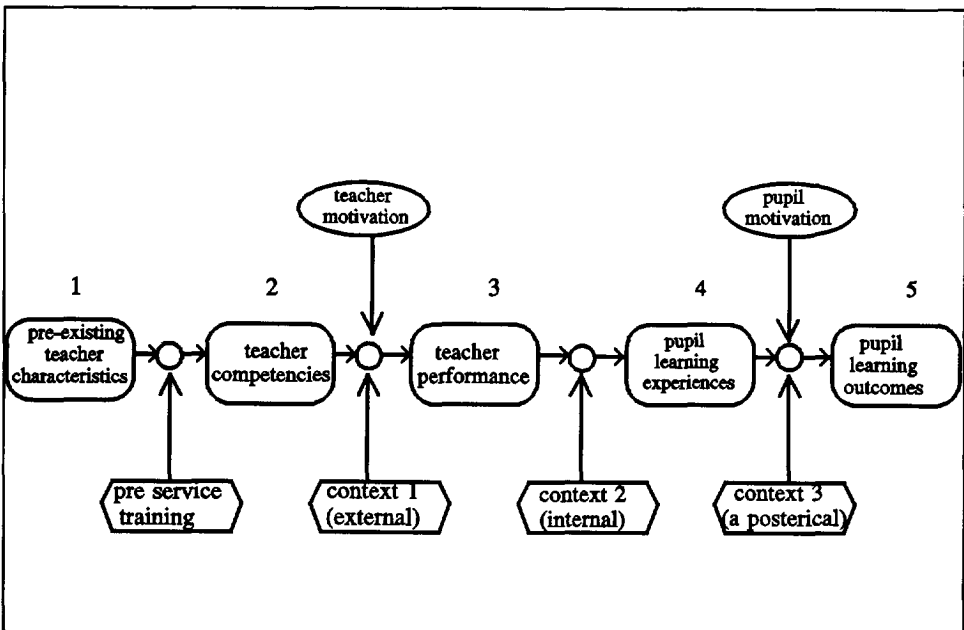 teacher
motivation
pupil
motivation
1
2
3
4
5
pre-existing
teacher
characteristics
teacher
competencies
teacher
performance
pupil
learning
experiences
pupil
learning
outcomes
pre service
training
context 1
(external)
context 2
(internal)
context 3
(a posterical)